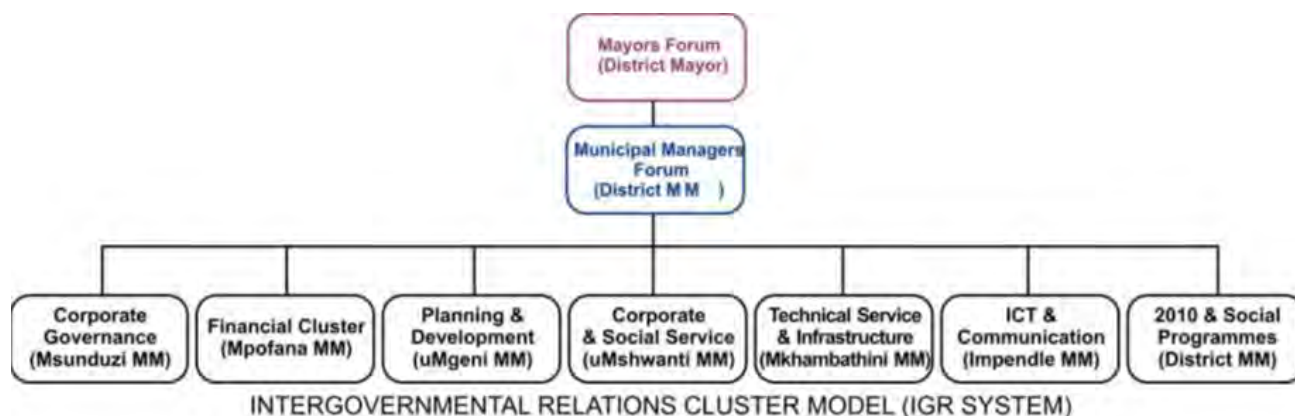 Mayors Forum
(District Mayor)
Municipal Managers
Forum
(District M M )
Corporate
Governance
(Msunduzi MM)
Financial Cluster
(Mpofana MM)
Planning &
Development
(uMgeni MM)
Corporate
& Social Service
(uMshwanti MM)
Technical Service
& Infrastructure
(Mkhambathini MM)
ICT &
Communication
(Impendle MM)
2010 & Social
Programmes
(District MM)
INTERGOVERNMENTAL RELATIONS CLUSTER MODEL (IGR SYSTEM)